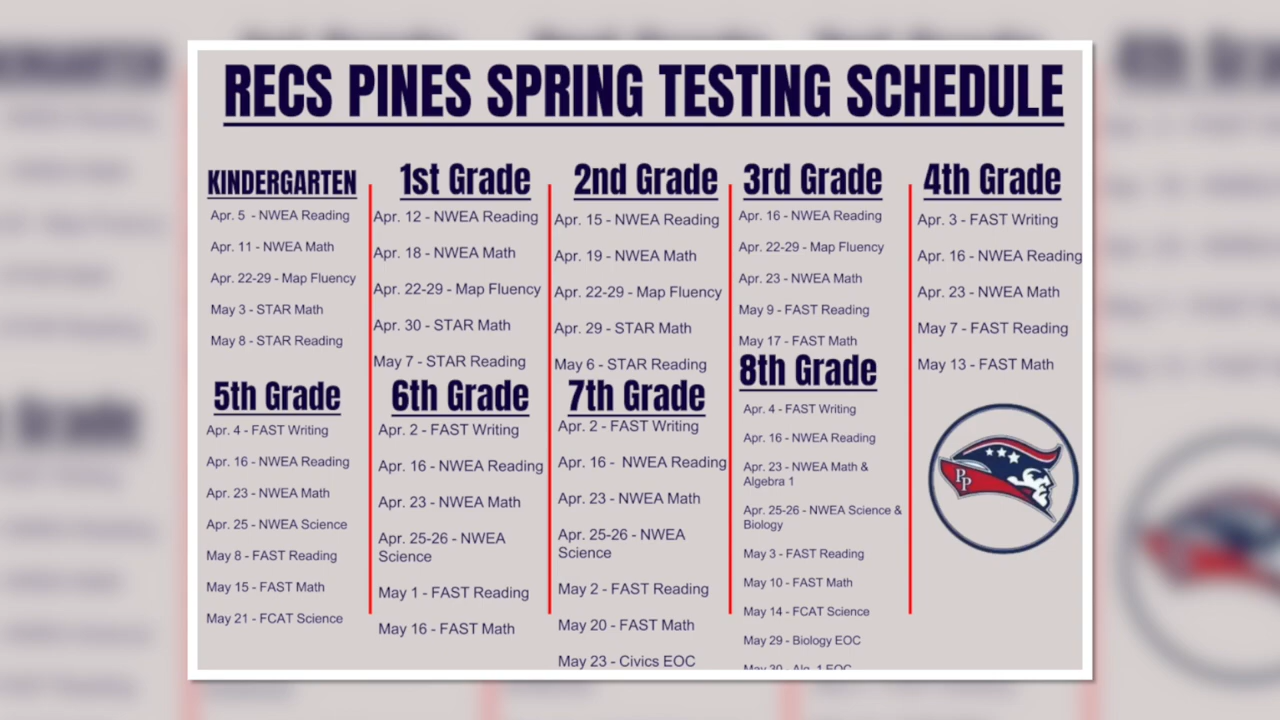 RECS PINES SPRING TESTING SCHEDULE
KINDERGARTEN
Apr. 5 - NWEA Reading
Apr. 11 - NWEA Math
Apr. 22-29 - Map Fluency
May 3 - STAR Math
May 8 - STAR Reading
1st Grade
Apr. 12 - NWEA Reading
Apr. 18 - NWEA Math
Apr. 22-29 - Map Fluency
Apr. 30 - STAR Math
May 7 - STAR Reading
2nd Grade
Apr. 15 - NWEA Reading
Apr. 19 - NWEA Math
Apr. 22-29 - Map Fluency
Apr. 29 - STAR Math
May 6 - STAR Reading
3rd Grade
Apr. 16 - NWEA Reading
Apr. 22-29 - Map Fluency
Apr. 23 - NWEA Math
May 9 - FAST Reading
May 17 - FAST Math
4th Grade
Apr. 3 - FAST Writing
Apr. 16 - NWEA Reading
Apr. 23 - NWEA Math
May 7 - FAST Reading
May 13 - FAST Math
5th Grade
Apr. 4 - FAST Writing
Apr. 16 - NWEA Reading
Apr. 23 - NWEA Math
Apr. 25 - NWEA Science
May 8 - FAST Reading
May 15 - FAST Math
May 21 - FCAT Science
6th Grade
Apr. 2 - FAST Writing
Apr. 16 - NWEA Reading
Apr. 23 - NWEA Math
Apr. 25-26 - NWEA
Science
May 1 - FAST Reading
May 16 - FAST Math
7th Grade
Apr. 2 - FAST Writing
Apr. 16 - NWEA Reading
Apr. 23 - NWEA Math
Apr. 25-26 - NWEA
Science
May 2 - FAST Reading
May 20 - FAST Math
May 23 - Civics EOC
8th Grade
Apr. 4 - FAST Writing
Apr. 16 - NWEA Reading
Apr. 23 - NWEA Math &
Algebra 1
Apr. 25-26 - NWEA Science &
Biology
May 3 - FAST Reading
May 10 - FAST Math
May 14 - FCAT Science
May 29 - Biology EOC
May 30 - Alg. 1 EOC
PP